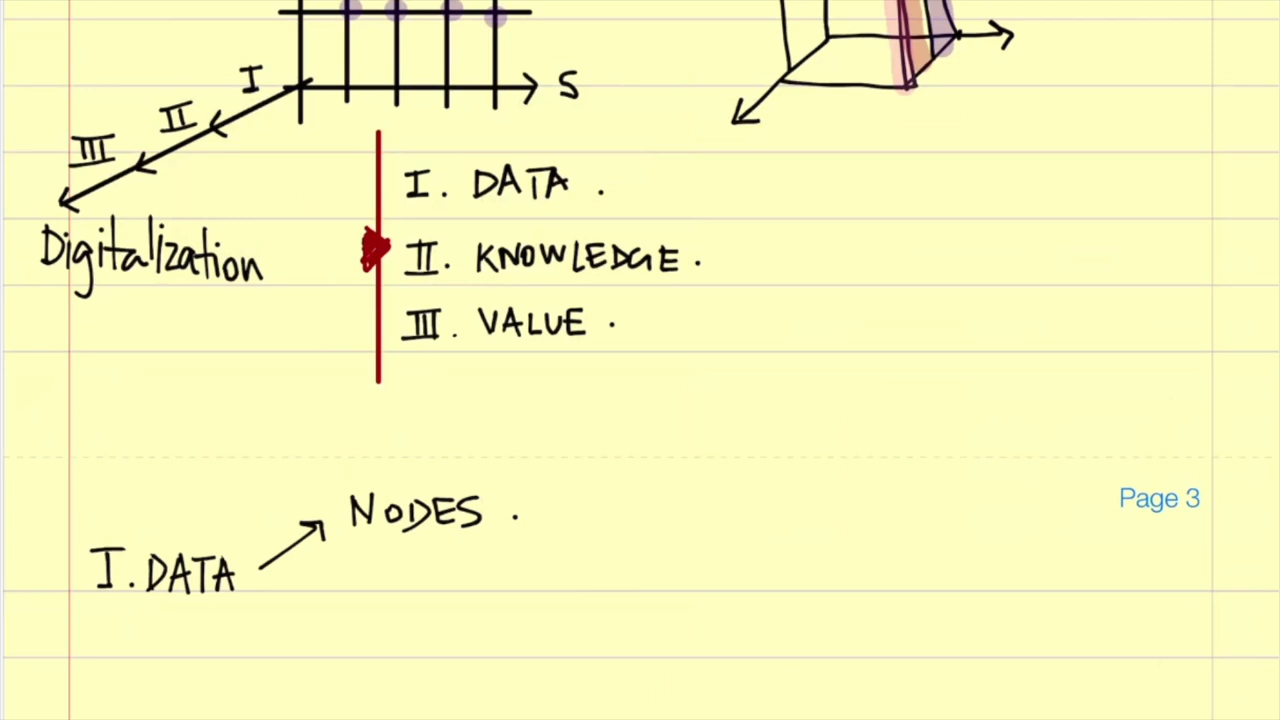 S
I
II
III
Digitalization
I. DATA .
II. KNOWLEDGE .
III. VALUE .
Page 3
NODES .
I. DATA